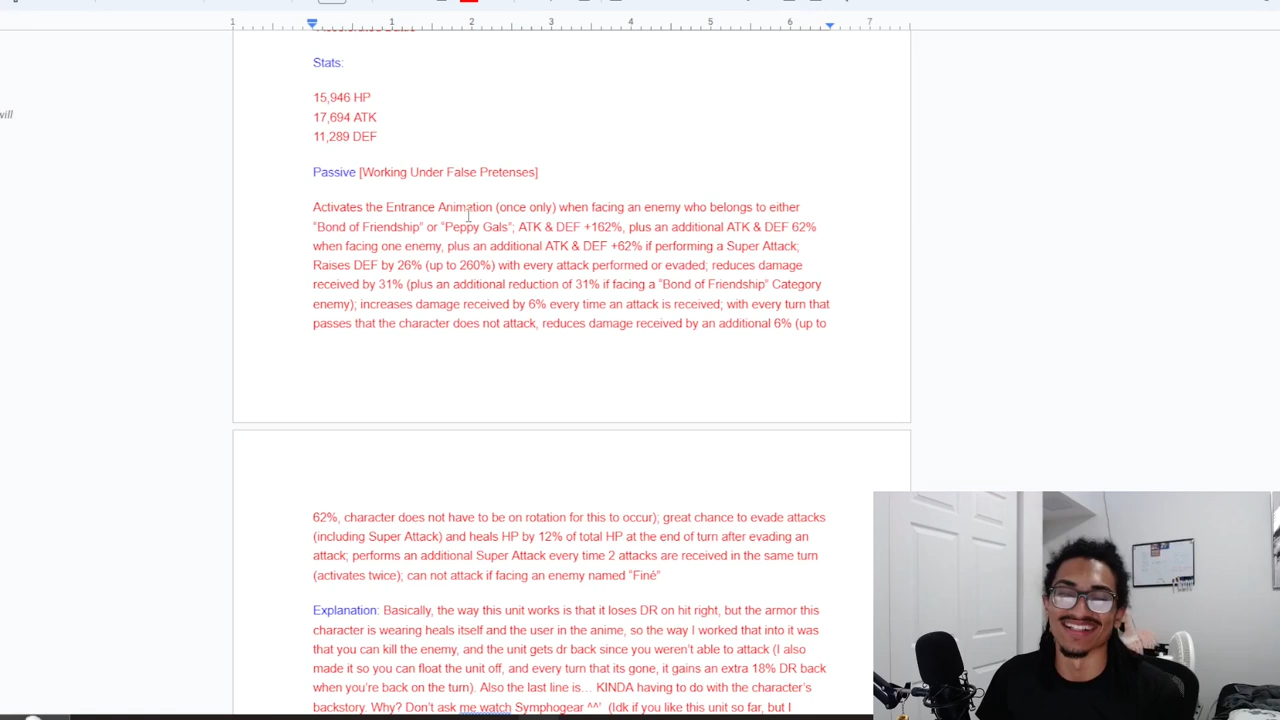 1 1 2 3 4 5 6 7
Stats:
will
15,946 HP
17,694 ATK
11,289 DEF
Passive [Working Under False Pretenses]
Activates the Entrance Animation (once only) when facing an enemy who belongs to either
“Bond of Friendship” or “Peppy Gals”; ATK & DEF +162%, plus an additional ATK & DEF 62%
when facing one enemy, plus an additional ATK & DEF +62% if performing a Super Attack;
Raises DEF by 26% (up to 260%) with every attack performed or evaded; reduces damage
received by 31% (plus an additional reduction of 31% if facing a “Bond of Friendship” Category
enemy); increases damage received by 6% every time an attack is received; with every turn that
passes that the character does not attack, reduces damage received by an additional 6% (up to
62%, character does not have to be on rotation for this to occur); great chance to evade attacks
(including Super Attack) and heals HP by 12% of total HP at the end of turn after evading an
attack; performs an additional Super Attack every time 2 attacks are received in the same turn
(activates twice); can not attack if facing an enemy named “Finé”
Explanation: Basically, the way this unit works is that it loses DR on hit right, but the armor this
character is wearing heals itself and the user in the anime, so the way I worked that into it was
that you can kill the enemy, and the unit gets dr back since you weren’t able to attack (I also
made it so you can float the unit off, and every turn that its gone, it gains an extra 18% DR back
when you’re back on the turn). Also the last line is… KINDA having to do with the character’s
backstory. Why? Don’t ask me watch Symphogear ^^’ (Idk if you like this unit so far, but I